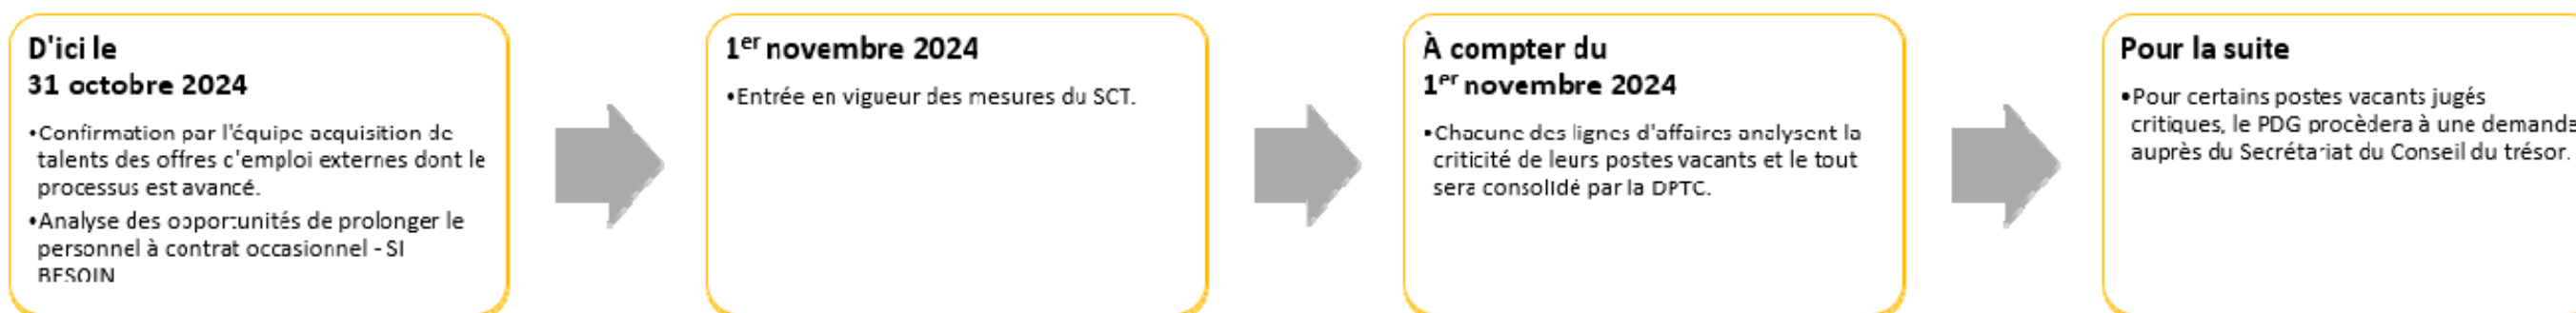 D'ici le
31 octobre 2024
•Confirmation par l'équipe acquisition de
talents des offres d'emploi externes dont le
processus est avancé.
•Analyse des opportunités de prolonger le
personnel à contrat occasionnel - SI
BESOIN
1er novembre 2024
•Entrée en vigueur des mesures du SCT.
À compter du
1er novembre 2024
•Chacune des lignes d'affaires analysent la
criticité de leurs postes vacants et le tout
sera consolidé par la DPTC.
Pour la suite
•Pour certains postes vacants jugés
critiques, le PDG procèdera à une demande
auprès du Secrétariat du Conseil du trésor.